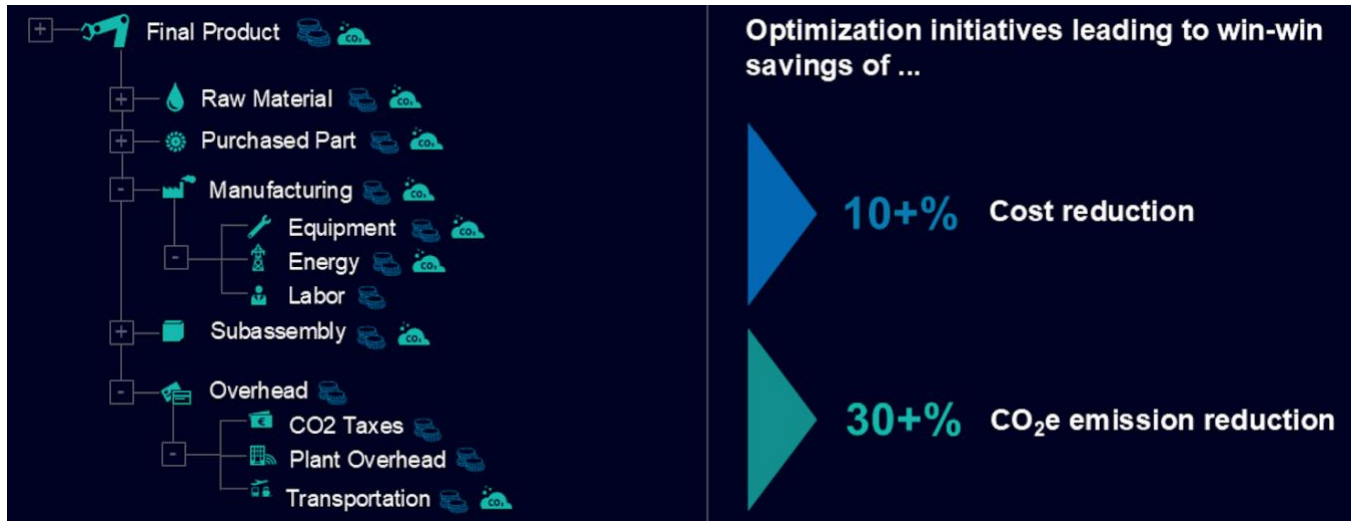 Final Product
Raw Material
Purchased Part
Manufacturing
Equipment
Energy
Labor
Subassembly
Overhead
CO2 Taxes
Plant Overhead
Transportation
Optimization initiatives leading to win-win
savings of ...
10+% Cost reduction
30+% CO₂e emission reduction